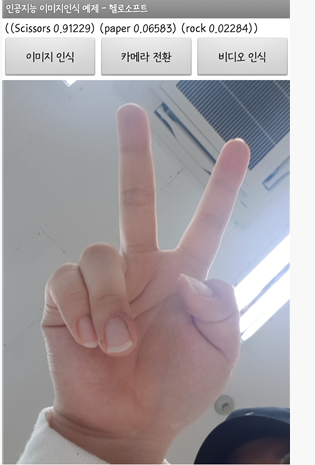 인공지능 이미지인식 예제 - 헬로소프트
((Scissors 0.91229) (paper 0.06583) (rock 0.02284))
이미지 인식 카메라 전환 비디오 인식